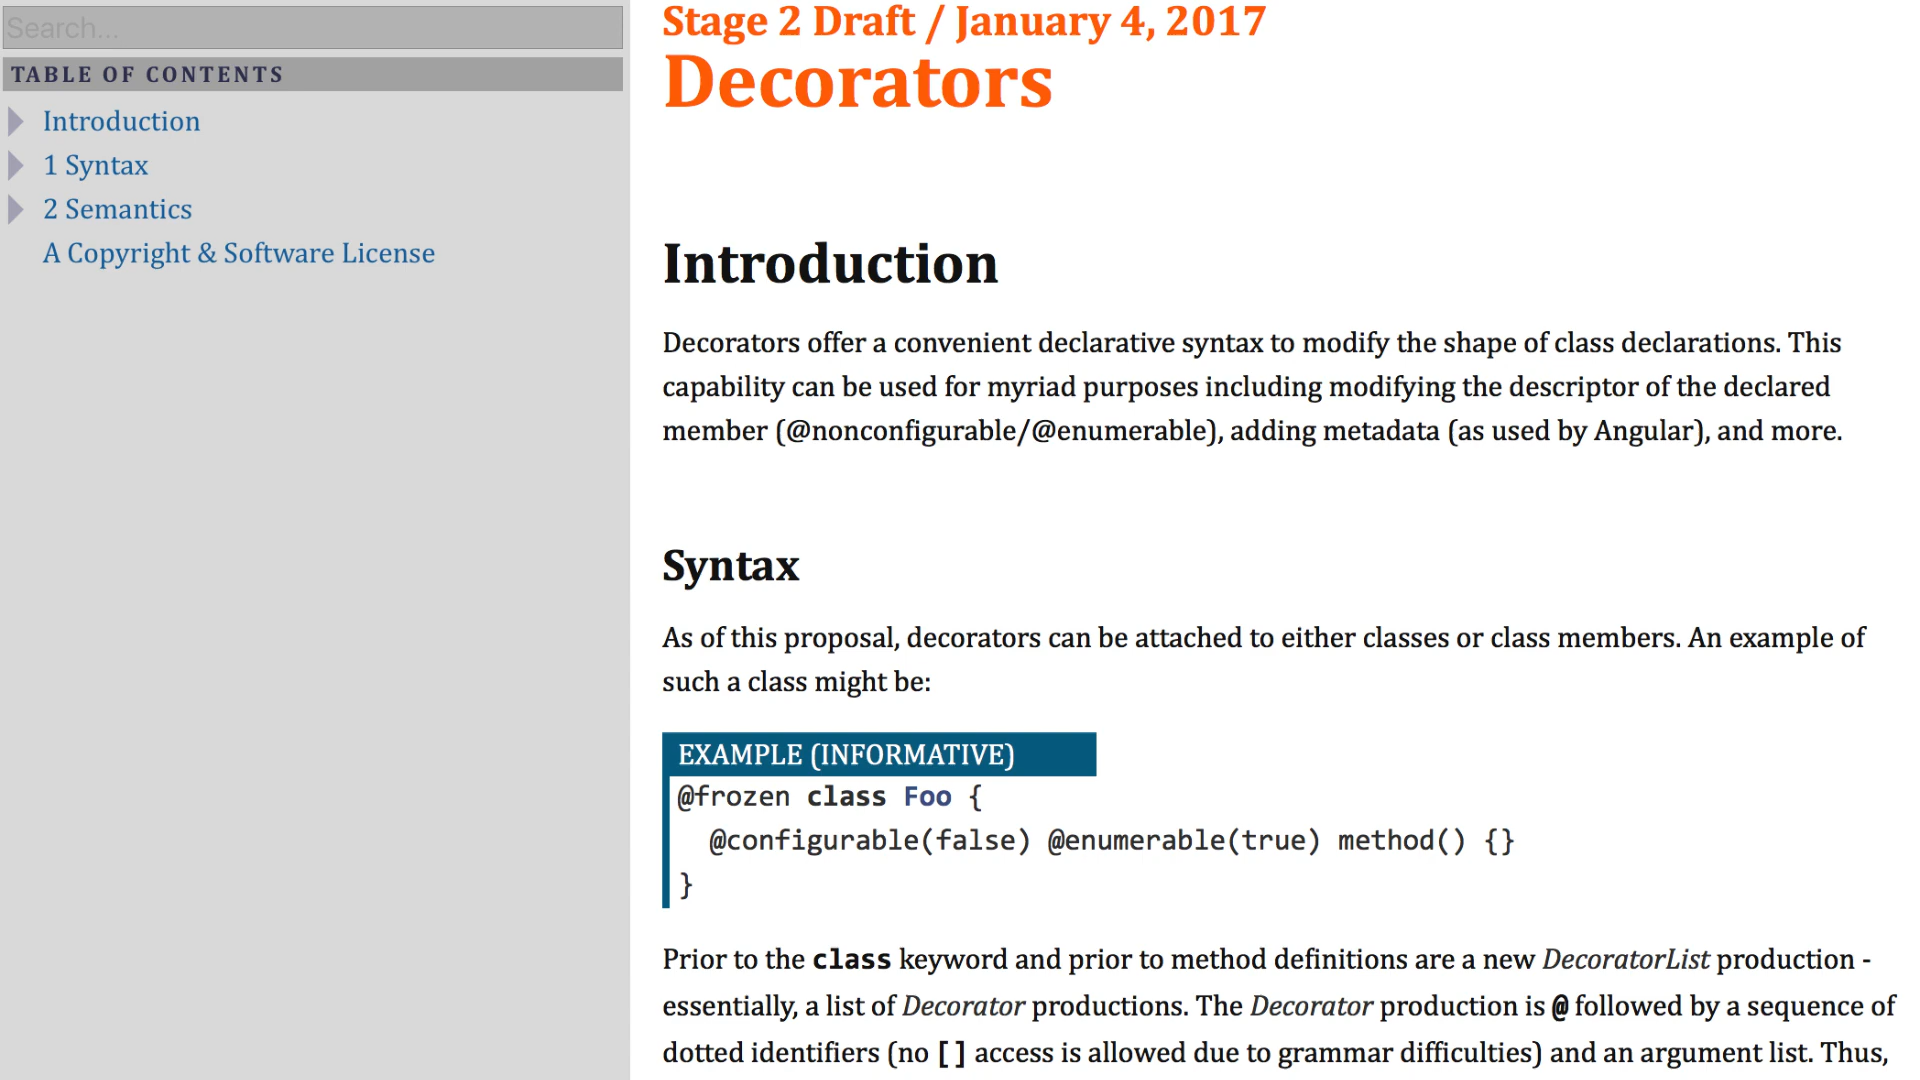 Search...
TABLE OF CONTENTS
Introduction
1 Syntax
2 Semantics
A Copyright & Software License
Stage 2 Draft / January 4, 2017
Decorators
Introduction
Decorators offer a convenient declarative syntax to modify the shape of class declarations. This
capability can be used for myriad purposes including modifying the descriptor of the declared
member (@nonconfigurable/@enumerable), adding metadata (as used by Angular), and more.
Syntax
As of this proposal, decorators can be attached to either classes or class members. An example of
such a class might be:
EXAMPLE (INFORMATIVE)
@frozen class Foo {
  @configurable(false) @enumerable(true) method() {}
}
Prior to the class keyword and prior to method definitions are a new DecoratorList production -
essentially, a list of Decorator productions. The Decorator production is @ followed by a sequence of
dotted identifiers (no [] access is allowed due to grammar difficulties) and an argument list. Thus,